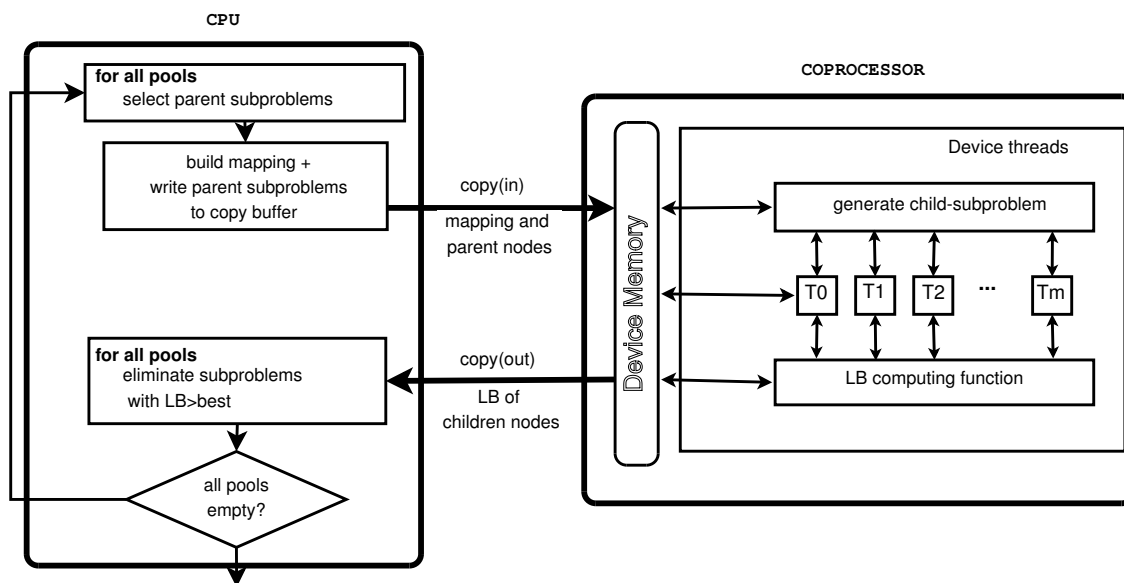 CPU
for all pools
select parent subproblems
build mapping +
write parent subproblems
to copy buffer
copy(in)
mapping and
parent nodes
for all pools
eliminate subproblems
with LB>best
copy(out)
LB of
children nodes
all pools
empty?
COPROCESSOR
Device Memory
Device threads
generate child-subproblem
T0 T1 T2 ... Tm
LB computing function